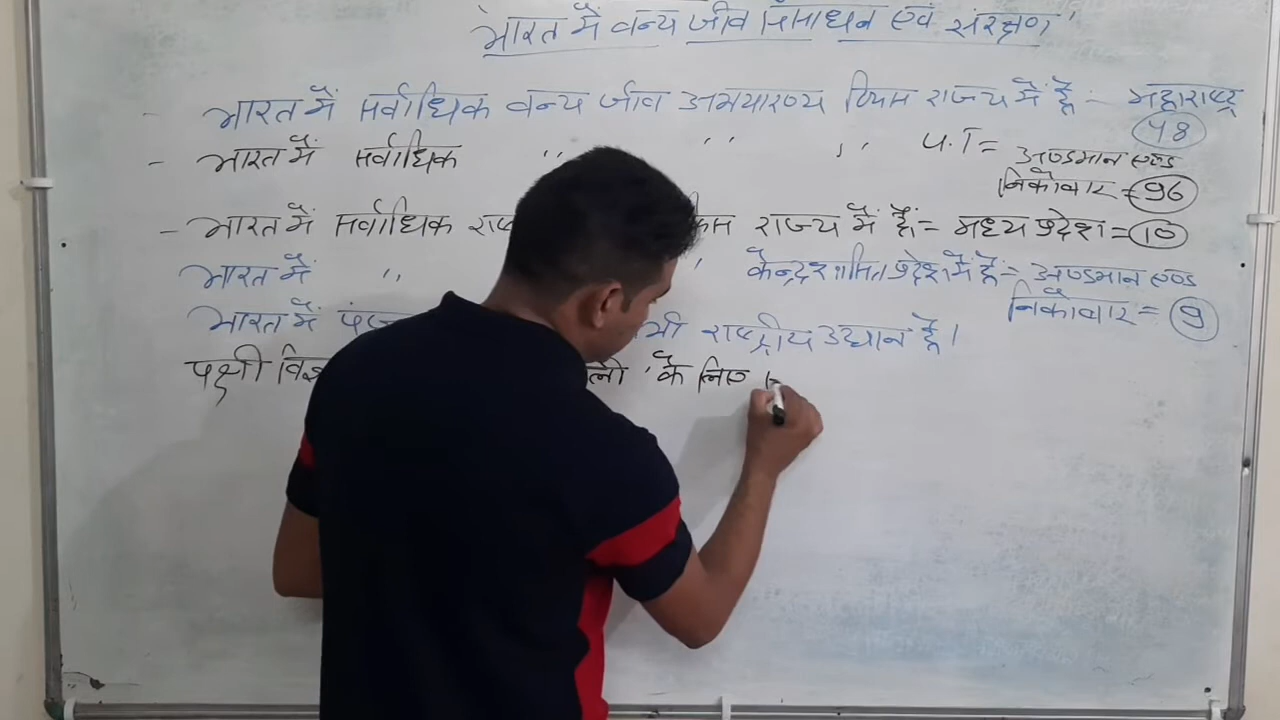 भारत में वन्य जीव संसाधन एवं संरक्षण'
- भारत में सर्वाधिक वन्य जीव अभयारण्य किस राज्य में है - महाराष्ट्र
48
- भारत में सर्वाधिक '' '' '' U.T = अण्डमान एण्ड
निकोबार = 96
- भारत में सर्वाधिक राज्य में हैं = मध्य प्रदेश = 10
भारत में '' '' केन्द्रशासित प्रदेश में है = अण्डमान एण्ड
निकोबार = 9
भारत में राष्ट्रीय उद्यान है।
पक्षी के लिए